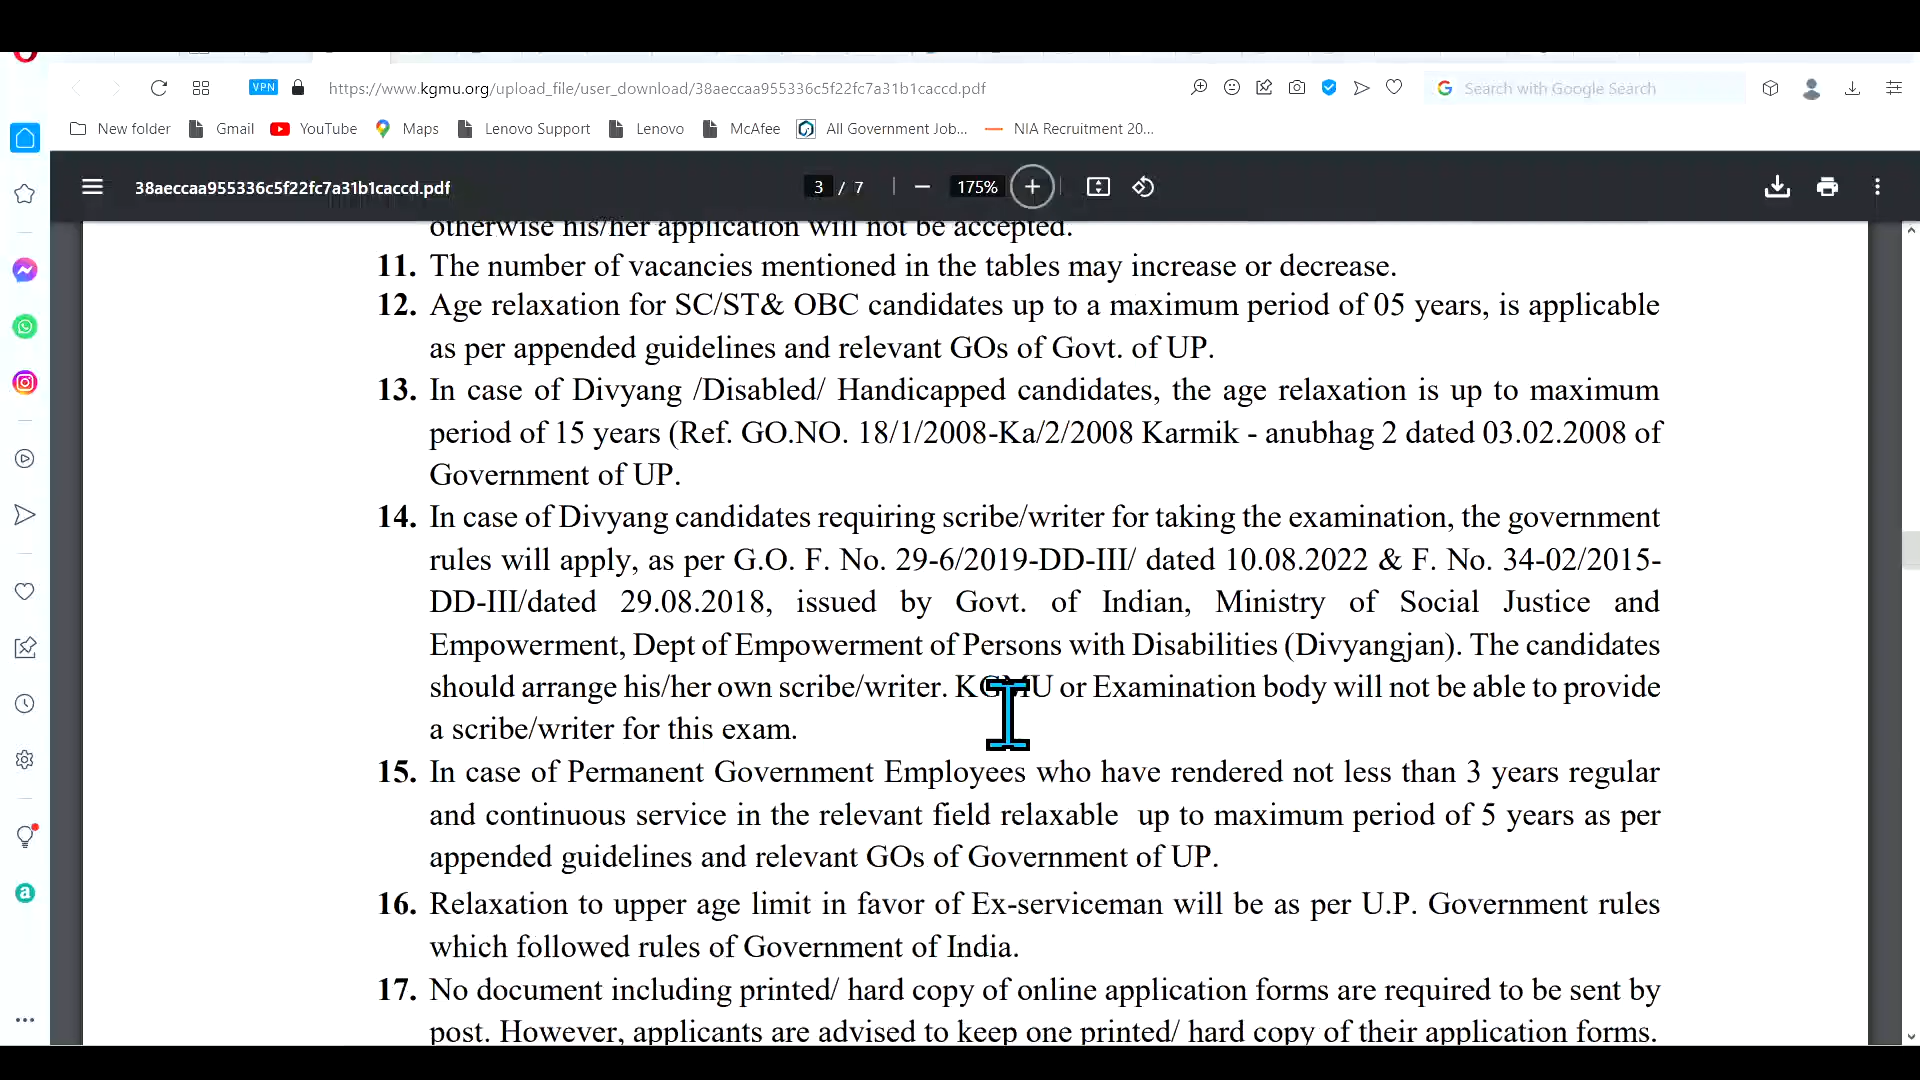 VPN https://www.kgmu.org/upload_file/user_download/38aeccaa955336c5f22fc7a31b1caccd.pdf Search with Google Search
New folder Gmail YouTube Maps Lenovo Support Lenovo McAfee All Government Job... NIA Recruitment 20...
38aeccaa955336c5f22fc7a31b1caccd.pdf 3 / 7 175%
otherwise his/her application will not be accepted.
11. The number of vacancies mentioned in the tables may increase or decrease.
12. Age relaxation for SC/ST& OBC candidates up to a maximum period of 05 years, is applicable
as per appended guidelines and relevant GOs of Govt. of UP.
13. In case of Divyang /Disabled/ Handicapped candidates, the age relaxation is up to maximum
period of 15 years (Ref. GO.NO. 18/1/2008-Ka/2/2008 Karmik - anubhag 2 dated 03.02.2008 of
Government of UP.
14. In case of Divyang candidates requiring scribe/writer for taking the examination, the government
rules will apply, as per G.O. F. No. 29-6/2019-DD-III/ dated 10.08.2022 & F. No. 34-02/2015-
DD-III/dated 29.08.2018, issued by Govt. of Indian, Ministry of Social Justice and
Empowerment, Dept of Empowerment of Persons with Disabilities (Divyangjan). The candidates
should arrange his/her own scribe/writer. KGMU or Examination body will not be able to provide
a scribe/writer for this exam.
15. In case of Permanent Government Employees who have rendered not less than 3 years regular
and continuous service in the relevant field relaxable up to maximum period of 5 years as per
appended guidelines and relevant GOs of Government of UP.
16. Relaxation to upper age limit in favor of Ex-serviceman will be as per U.P. Government rules
which followed rules of Government of India.
17. No document including printed/ hard copy of online application forms are required to be sent by
post. However, applicants are advised to keep one printed/ hard copy of their application forms.